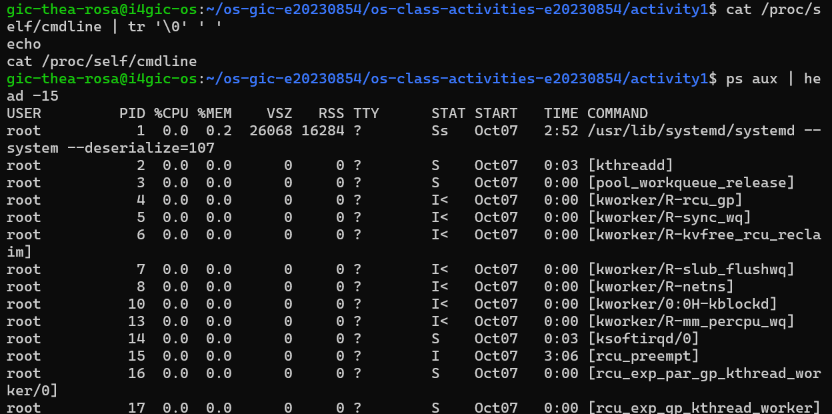 gic-thea-rosa@i4gic-os:~/os-gic-e20230854/os-class-activities-e20230854/activity1$ cat /proc/s
elf/cmdline | tr '\0' ' '
echo
cat /proc/self/cmdline
gic-thea-rosa@i4gic-os:~/os-gic-e20230854/os-class-activities-e20230854/activity1$ ps aux | he
ad -15
USER         PID %CPU %MEM    VSZ   RSS TTY      STAT START   TIME COMMAND
root           1  0.0  0.2  26068 16284 ?        Ss   Oct07   2:52 /usr/lib/systemd/systemd --
system --deserialize=107
root           2  0.0  0.0      0     0 ?        S    Oct07   0:03 [kthreadd]
root           3  0.0  0.0      0     0 ?        S    Oct07   0:00 [pool_workqueue_release]
root           4  0.0  0.0      0     0 ?        I<   Oct07   0:00 [kworker/R-rcu_gp]
root           5  0.0  0.0      0     0 ?        I<   Oct07   0:00 [kworker/R-sync_wq]
root           6  0.0  0.0      0     0 ?        I<   Oct07   0:00 [kworker/R-kvfree_rcu_recla
im]
root           7  0.0  0.0      0     0 ?        I<   Oct07   0:00 [kworker/R-slub_flushwq]
root           8  0.0  0.0      0     0 ?        I<   Oct07   0:00 [kworker/R-netns]
root          10  0.0  0.0      0     0 ?        I<   Oct07   0:00 [kworker/0:0H-kblockd]
root          13  0.0  0.0      0     0 ?        I<   Oct07   0:00 [kworker/R-mm_percpu_wq]
root          14  0.0  0.0      0     0 ?        S    Oct07   0:03 [ksoftirqd/0]
root          15  0.0  0.0      0     0 ?        I    Oct07   3:06 [rcu_preempt]
root          16  0.0  0.0      0     0 ?        S    Oct07   0:00 [rcu_exp_par_gp_kthread_wor
ker/0]
root          17  0.0  0.0      0     0 ?        S    Oct07   0:00 [rcu_exp_gp_kthread_worker]